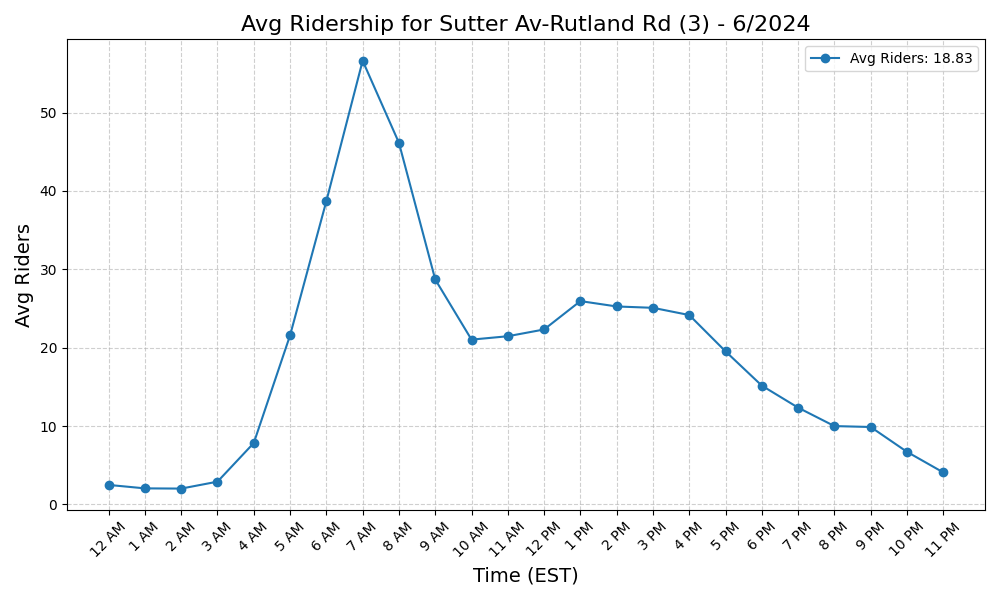 Avg Ridership for Sutter Av-Rutland Rd (3) - 6/2024
Avg Riders: 18.83
Avg Riders
50
40
30
20
10
0
12 AM
1 AM
2 AM
3 AM
4 AM
5 AM
6 AM
7 AM
8 AM
9 AM
10 AM
11 AM
12 PM
1 PM
2 PM
3 PM
4 PM
5 PM
6 PM
7 PM
8 PM
9 PM
10 PM
11 PM
Time (EST)